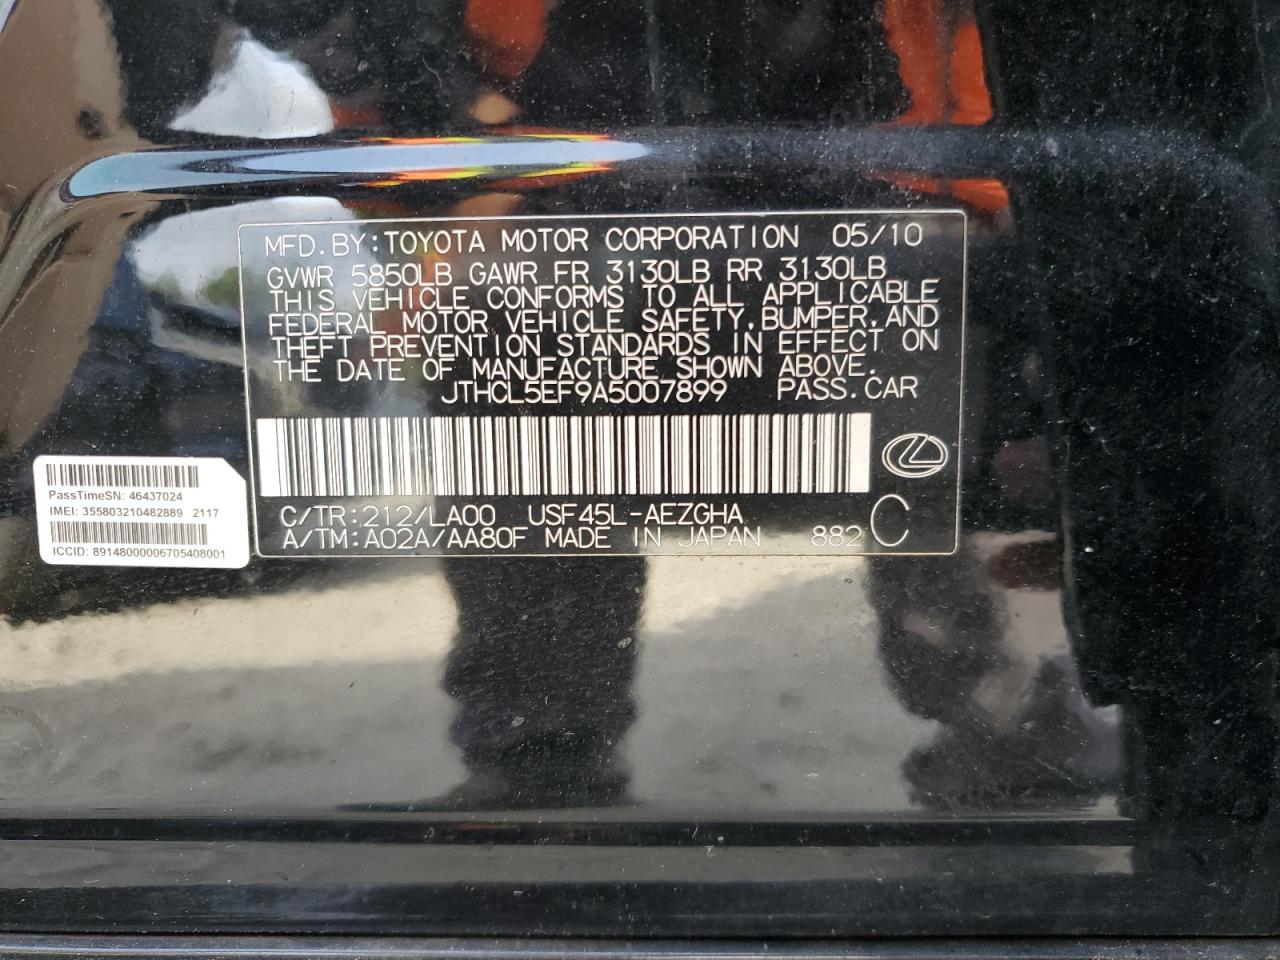 MFD. BY: TOYOTA MOTOR CORPORATION 05/10
GVWR 5850LB GAWR FR 3130LB RR 3130LB
THIS VEHICLE CONFORMS TO ALL APPLICABLE
FEDERAL MOTOR VEHICLE SAFETY, BUMPER, AND
THEFT PREVENTION STANDARDS IN EFFECT ON
THE DATE OF MANUFACTURE SHOWN ABOVE.
JTHCL5EF9A5007899 PASS. CAR
C/TR: 212/LA00 USF45L-AEZGHA
A/TM: A02A/AA80F MADE IN JAPAN 882 C
PassTimeSN: 46437024
IMEI: 355803210482889 2117
ICCID: 89148000006705408001